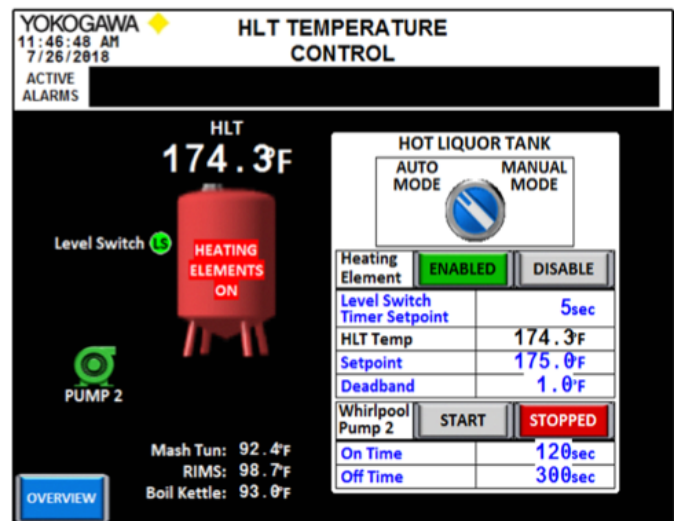 YOKOGAWA
HLT TEMPERATURE
CONTROL
11:46:48 AM
7/26/2018
ACTIVE
ALARMS
HLT
174.3°F
Level Switch LS
HEATING
ELEMENTS
ON
PUMP 2
Mash Tun: 92.4°F
RIMS: 98.7°F
Boil Kettle: 93.0°F
OVERVIEW
HOT LIQUOR TANK
AUTO
MODE
MANUAL
MODE
Heating
Element
ENABLED
DISABLE
Level Switch
Timer Setpoint
5sec
HLT Temp 174.3°F
Setpoint 175.0°F
Deadband 1.0°F
Whirlpool
Pump 2
START
STOPPED
On Time 120sec
Off Time 300sec